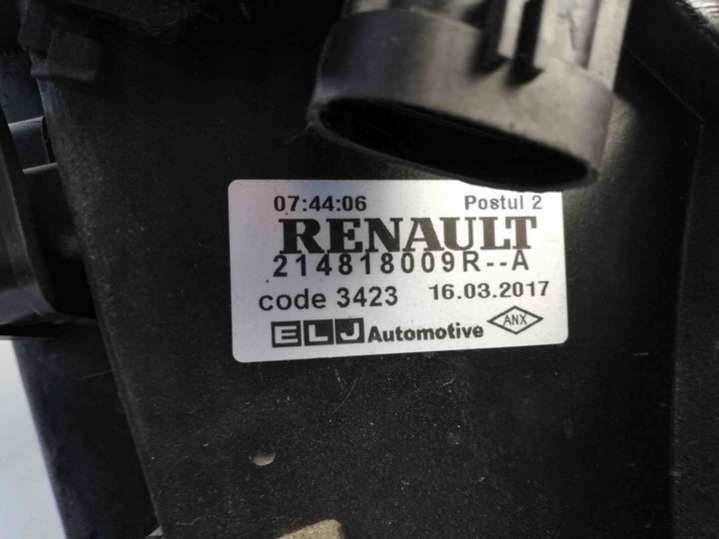 07:44:06 Postul 2
RENAULT
214818009R--A
code 3423 16.03.2017
ELJ Automotive ANX